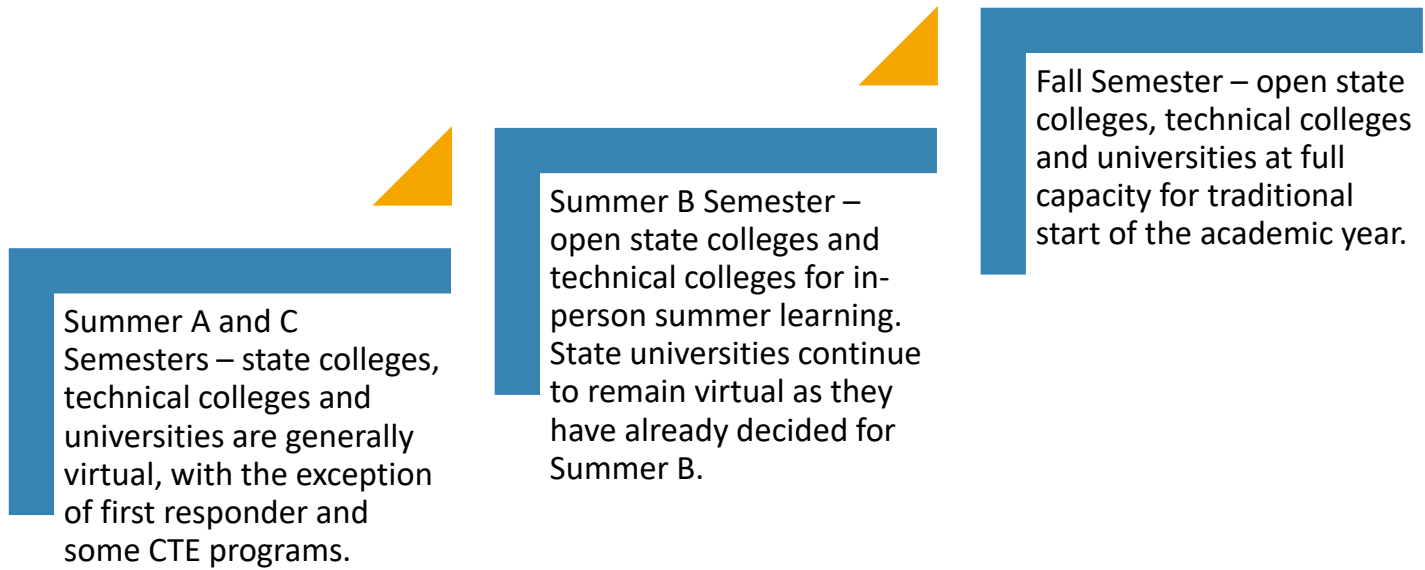 Summer A and C
Semesters – state colleges,
technical colleges and
universities are generally
virtual, with the exception
of first responder and
some CTE programs.
Summer B Semester –
open state colleges and
technical colleges for in-
person summer learning.
State universities continue
to remain virtual as they
have already decided for
Summer B.
Fall Semester – open state
colleges, technical colleges
and universities at full
capacity for traditional
start of the academic year.